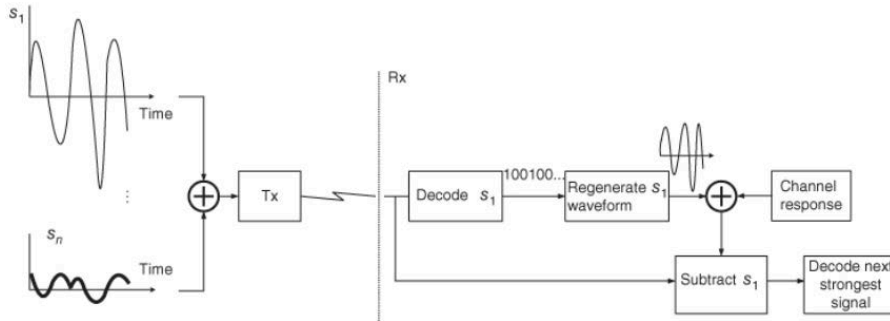 s1
Time
...
sn
Time
Tx
Rx
Decode s1
100100...
Regenerate s1
waveform
Channel
response
Subtract s1
Decode next
strongest
signal